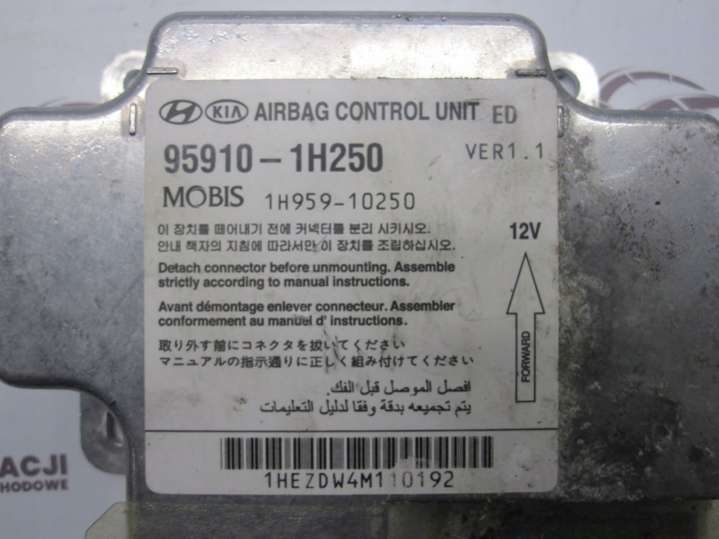 KIA AIRBAG CONTROL UNIT ED
95910-1H250 VER1.1
MOBIS 1H959-10250
이 장치를 떼어내기 전에 커넥터를 분리 시키시오.
안내 책자의 지침에 따라서만 이 장치를 조립하십시오.
12V
Detach connector before unmounting. Assemble
strictly according to manual instructions.
Avant démontage enlever connecteur. Assembler
conformement au manuel d' instructions.
FORWARD
取り外す前にコネクタを抜いてください
マニュアルの指示通りに正しく組み付けてください
افصل الموصل قبل الفك.
يتم تجميعه بدقة وفقا لدليل التعليمات
1HEZDW4M110192
ACJI
HODOWE